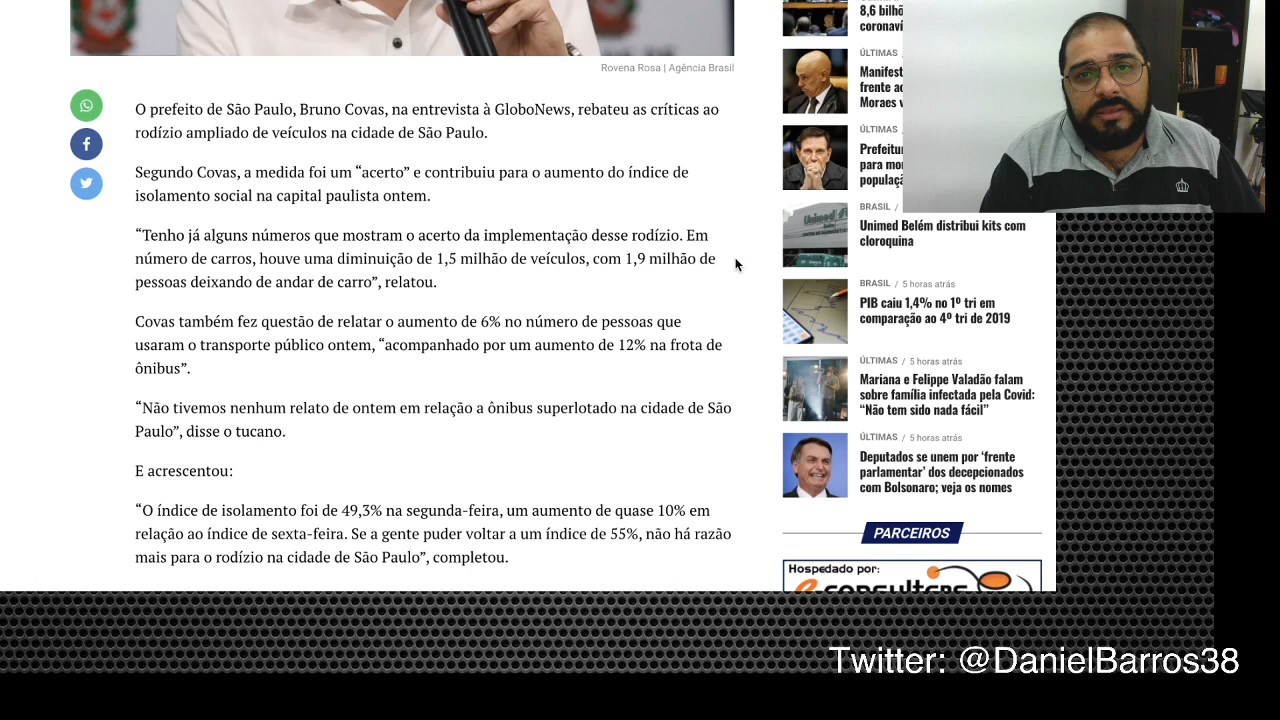 Rovena Rosa | Agência Brasil
O prefeito de São Paulo, Bruno Covas, na entrevista à GloboNews, rebateu as críticas ao
rodízio ampliado de veículos na cidade de São Paulo.
Segundo Covas, a medida foi um “acerto” e contribuiu para o aumento do índice de
isolamento social na capital paulista ontem.
“Tenho já alguns números que mostram o acerto da implementação desse rodízio. Em
número de carros, houve uma diminuição de 1,5 milhão de veículos, com 1,9 milhão de
pessoas deixando de andar de carro”, relatou.
Covas também fez questão de relatar o aumento de 6% no número de pessoas que
usaram o transporte público ontem, “acompanhado por um aumento de 12% na frota de
ônibus”.
“Não tivemos nenhum relato de ontem em relação a ônibus superlotado na cidade de São
Paulo”, disse o tucano.
E acrescentou:
“O índice de isolamento foi de 49,3% na segunda-feira, um aumento de quase 10% em
relação ao índice de sexta-feira. Se a gente puder voltar a um índice de 55%, não há razão
mais para o rodízio na cidade de São Paulo”, completou.
8,6
ÚLTIMAS /
frente
Moraes
ÚLTIMAS /
para
BRASIL /
Unimed Belém distribui kits com
cloroquina
BRASIL / 5 horas atrás
PIB caiu 1,4% no 1º tri em
comparação ao 4º tri de 2019
ÚLTIMAS / 5 horas atrás
Mariana e Felippe Valadão falam
sobre família infectada pela Covid:
“Não tem sido nada fácil”
ÚLTIMAS / 5 horas atrás
Deputados se unem por ‘frente
parlamentar’ dos decepcionados
com Bolsonaro; veja os nomes
PARCEIROS
Hospedado por:
e-consulters
Twitter: @DanielBarros38